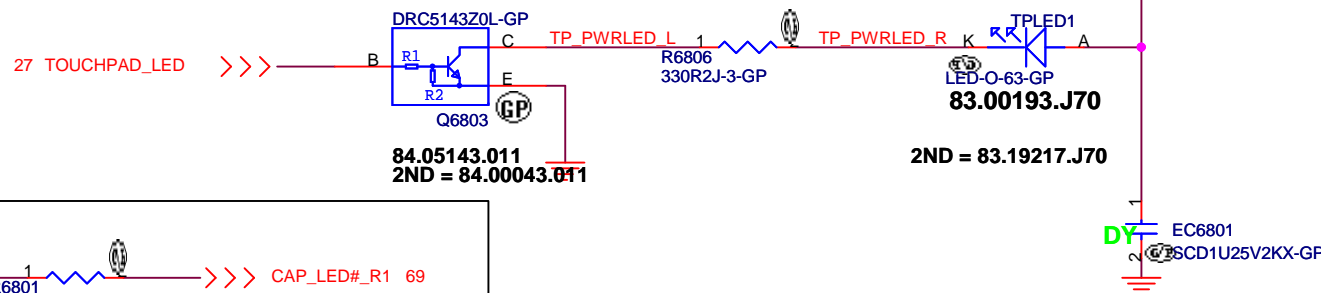 DRC5143Z0L-GP
TPLED1
C TP_PWRLED_L 1 TP_PWRLED_R K A
R6806
27 TOUCHPAD_LED B R1
330R2J-3-GP
LED-O-63-GP
E
R2
GP
83.00193.J70
Q6803
84.05143.011
2ND = 84.00043.011
2ND = 83.19217.J70
1
DY
EC6801
2
SCD1U25V2KX-GP
1
CAP_LED#_R1 69
6801